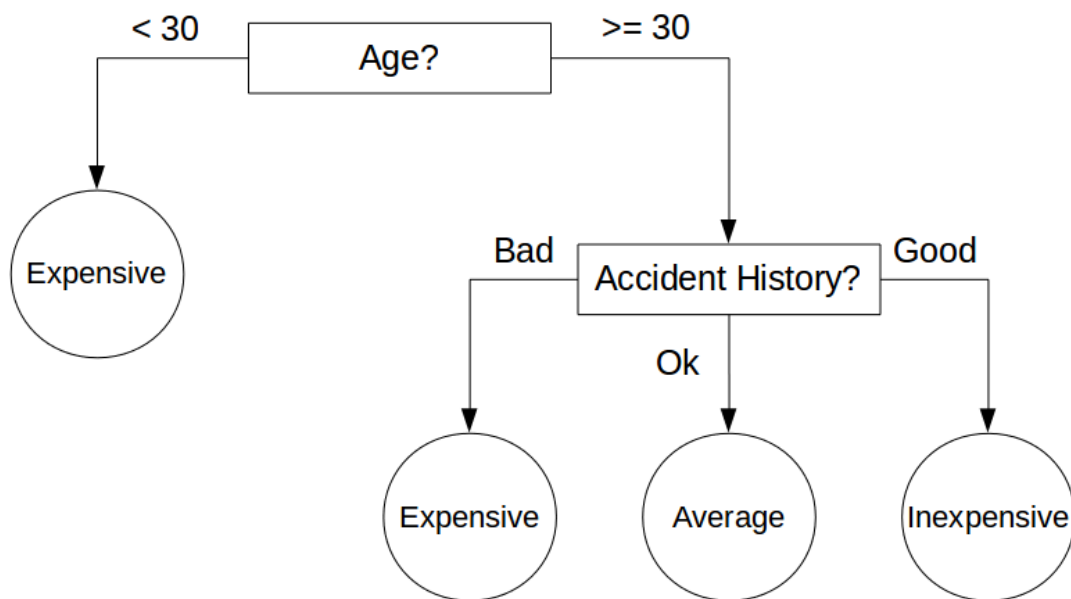 < 30
Age?
>= 30
Expensive
Bad
Accident History?
Good
Ok
Expensive
Average
Inexpensive